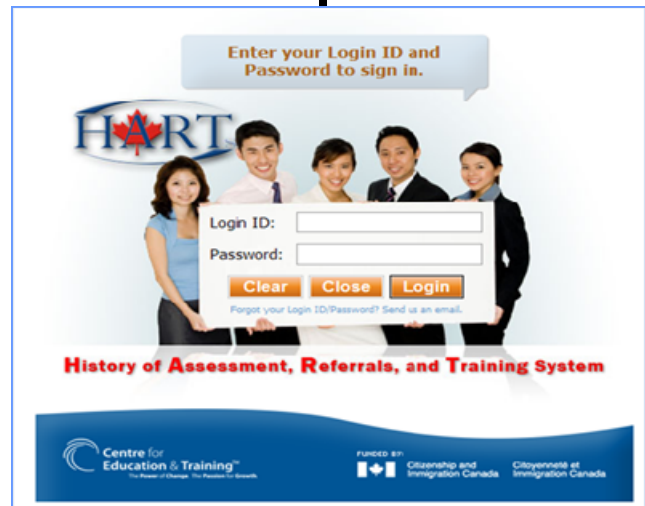 Enter your Login ID and
Password to sign in.
HART
Login ID:
Password:
Clear Close Login
Forgot your Login ID/Password? Send us an email.
History of Assessment, Referrals, and Training System
Centre for
Education & Training™
The Power of Change. The Passion for Growth.
FUNDED BY:
Citizenship and Citoyenneté et
Immigration Canada Immigration Canada